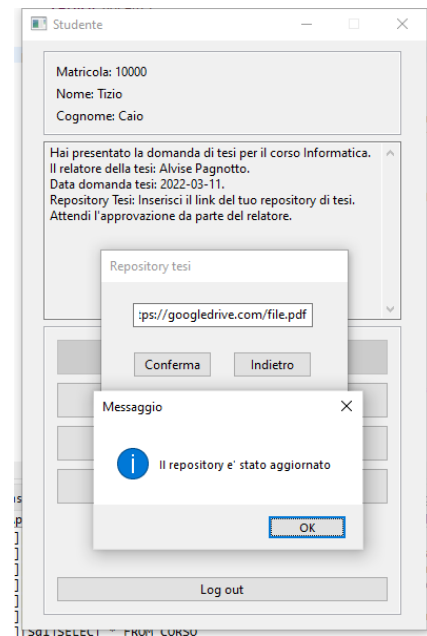 Studente
Matricola: 10000
Nome: Tizio
Cognome: Caio
Hai presentato la domanda di tesi per il corso Informatica.
Il relatore della tesi: Alvise Pagnotto.
Data domanda tesi: 2022-03-11.
Repository Tesi: Inserisci il link del tuo repository di tesi.
Attendi l'approvazione da parte del relatore.
Repository tesi
:ps://googledrive.com/file.pdf
Conferma Indietro
Messaggio
Il repository e' stato aggiornato
OK
Log out
SELECT * FROM CORSO